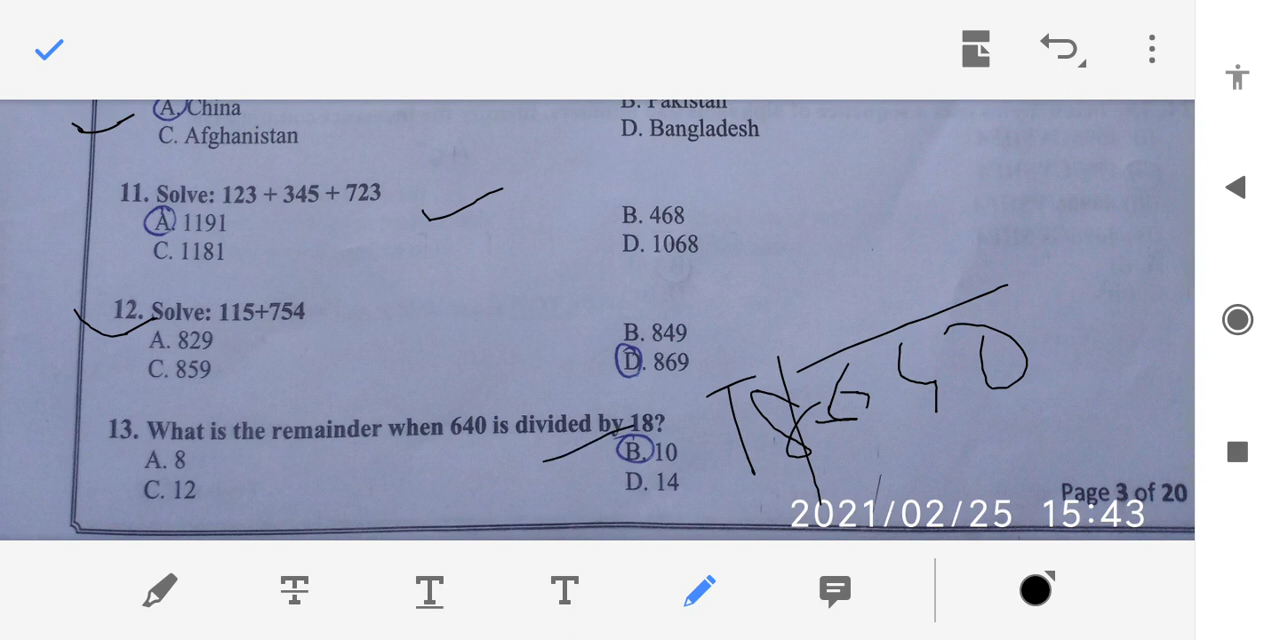 A. China
B. Pakistan
C. Afghanistan
D. Bangladesh
11. Solve: 123 + 345 + 723
A. 1191
B. 468
C. 1181
D. 1068
12. Solve: 115+754
A. 829
B. 849
C. 859
D. 869
13. What is the remainder when 640 is divided by 18?
A. 8
B. 10
C. 12
D. 14
18 640
Page 3 of 20
2021/02/25 15:43
T
T
T